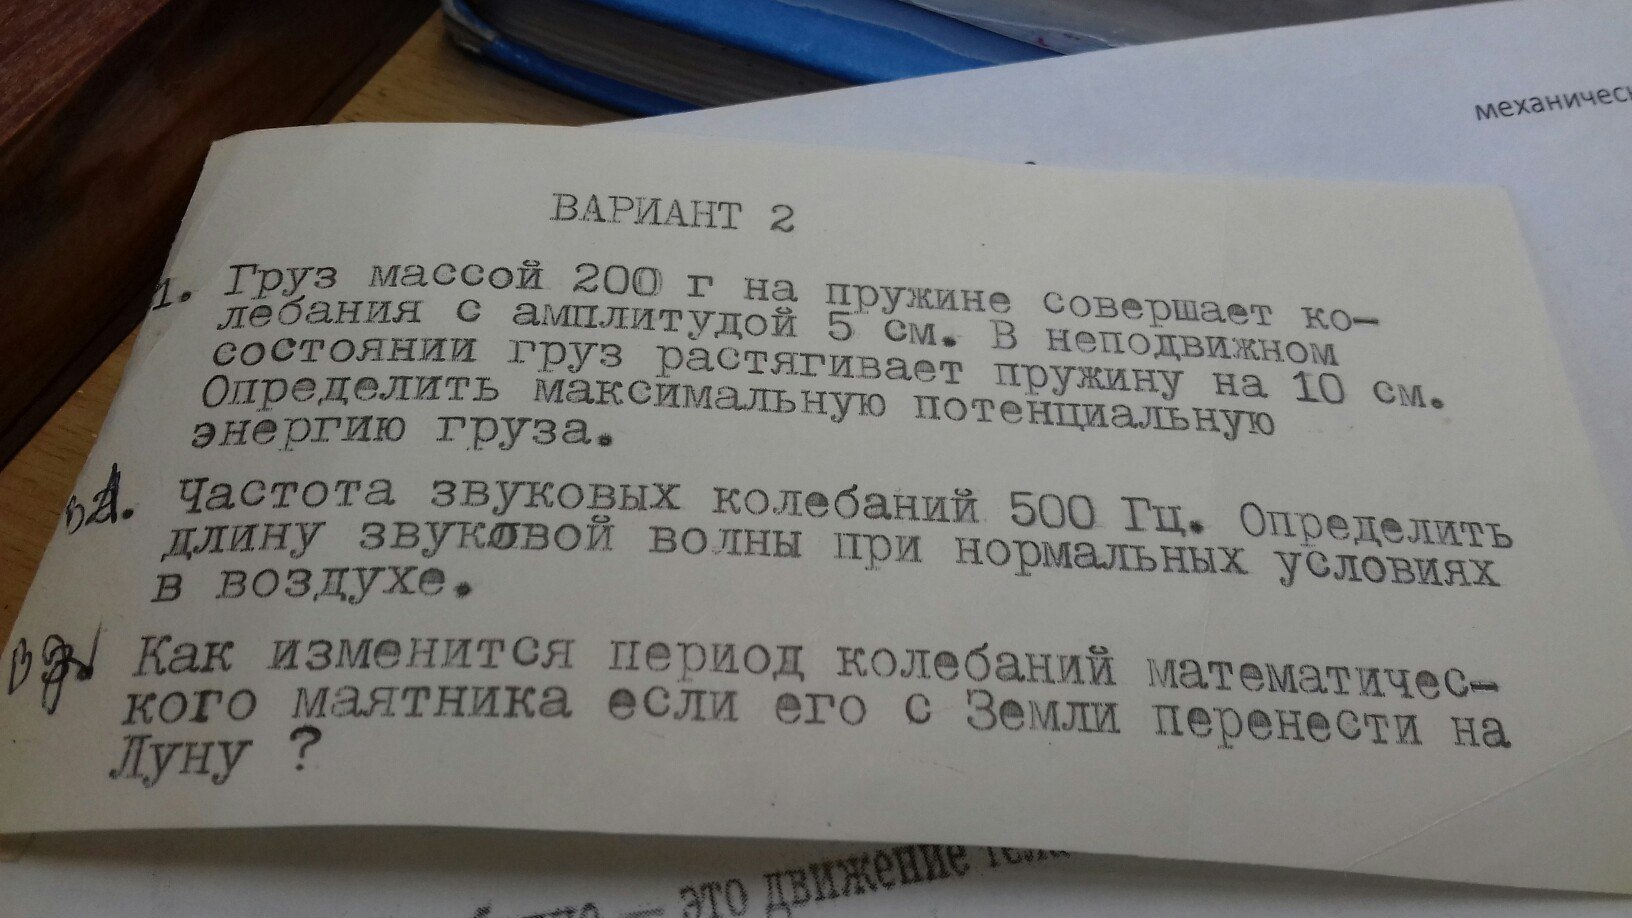 механичес
ВАРИАНТ 2
1. Груз массой 200 г на пружине совершает ко-
лебания с амплитудой 5 см. В неподвижном
состоянии груз растягивает пружину на 10 см.
Определить максимальную потенциальную
энергию груза.
Частота звуковых колебаний 500 Гц. Определить
длину звуковой волны при нормальных условиях
в воздухе.
Как изменится период колебаний математичес-
кого маятника если его с Земли перенести на
Луну ?
— это движение тела